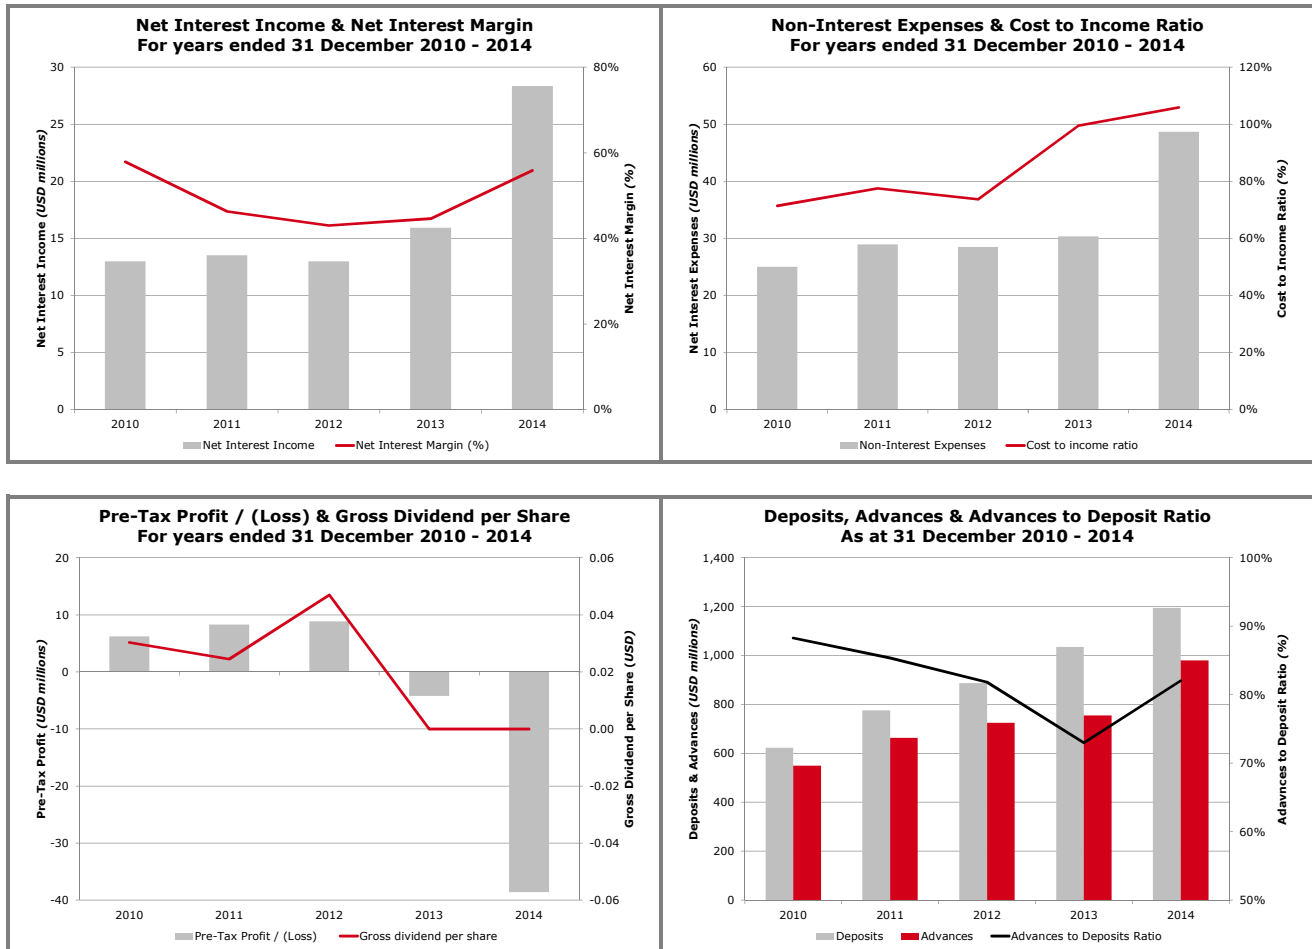 Net Interest Income & Net Interest Margin
For years ended 31 December 2010 - 2014
30
25
20
15
10
5
0
80%
60%
40%
20%
0%
Net Interest Income (USD millions)
Net Interest Margin (%)
2010 2011 2012 2013 2014
Net Interest Income Net Interest Margin (%)
Non-Interest Expenses & Cost to Income Ratio
For years ended 31 December 2010 - 2014
60
50
40
30
20
10
0
120%
100%
80%
60%
40%
20%
0%
Net Interest Expenses (USD millions)
Cost to Income Ratio (%)
2010 2011 2012 2013 2014
Non-Interest Expenses Cost to income ratio
Pre-Tax Profit / (Loss) & Gross Dividend per Share
For years ended 31 December 2010 - 2014
20
10
0
-10
-20
-30
-40
0.06
0.04
0.02
0.00
-0.02
-0.04
-0.06
Pre-Tax Profit (USD millions)
Gross Dividend per Share (USD)
2010 2011 2012 2013 2014
Pre-Tax Profit / (Loss) Gross dividend per share
Deposits, Advances & Advances to Deposit Ratio
As at 31 December 2010 - 2014
1,400
1,200
1,000
800
600
400
200
0
100%
90%
80%
70%
60%
50%
Deposits & Advances (USD millions)
Adavnces to Deposit Ratio (%)
2010 2011 2012 2013 2014
Deposits Advances Advances to Deposit Ratio